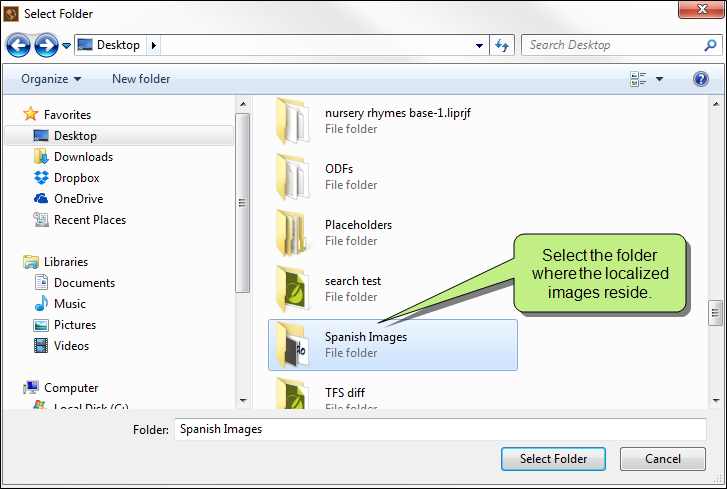 Select Folder
Desktop
Search Desktop
Organize
New folder
Favorites
Desktop
Downloads
Dropbox
OneDrive
Recent Places
Libraries
Documents
Music
Pictures
Videos
Computer
Local Disk (C:)
nursery rhymes base-1.liprjf
File folder
ODFs
File folder
Placeholders
File folder
search test
File folder
Spanish Images
File folder
TFS diff
File folder
Select the folder
where the localized
images reside.
Folder: Spanish Images
Select Folder
Cancel